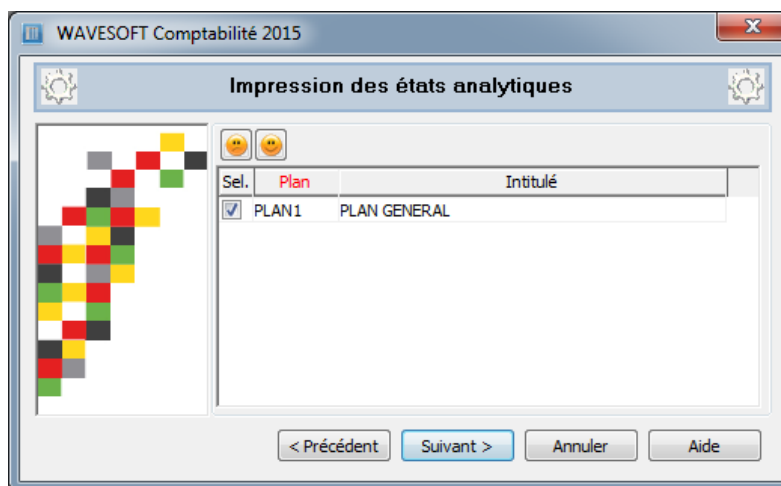 WAVESOFT Comptabilité 2015
Impression des états analytiques
Sel. Plan Intitulé
PLAN1 PLAN GENERAL
< Précédent Suivant > Annuler Aide